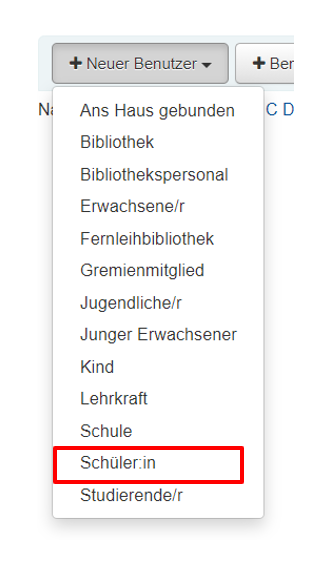 + Neuer Benutzer
+ Ber
Na
C D
Ans Haus gebunden
Bibliothek
Bibliothekspersonal
Erwachsene/r
Fernleihbibliothek
Gremienmitglied
Jugendliche/r
Junger Erwachsener
Kind
Lehrkraft
Schule
Schüler:in
Studierende/r